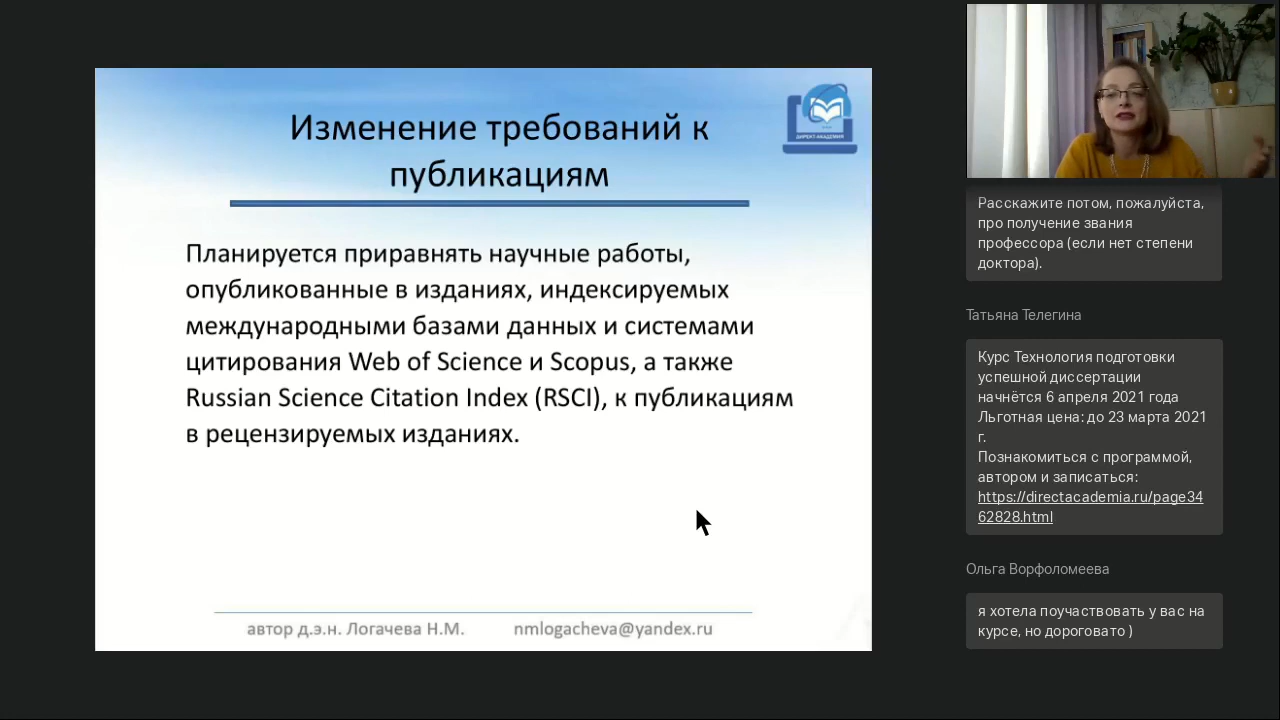 Изменение требований к
публикациям
ДИРЕКТ-АКАДЕМИЯ
Планируется приравнять научные работы,
опубликованные в изданиях, индексируемых
международными базами данных и системами
цитирования Web of Science и Scopus, а также
Russian Science Citation Index (RSCI), к публикациям
в рецензируемых изданиях.
автор д.э.н. Логачева Н.М. nmlogacheva@yandex.ru
Расскажите потом, пожалуйста,
про получение звания
профессора (если нет степени
доктора).
Татьяна Телегина
Курс Технология подготовки
успешной диссертации
начнётся 6 апреля 2021 года
Льготная цена: до 23 марта 2021
г.
Познакомиться с программой,
автором и записаться:
https://directacademia.ru/page34
62828.html
Ольга Ворфоломеева
я хотела поучаствовать у вас на
курсе, но дороговато )